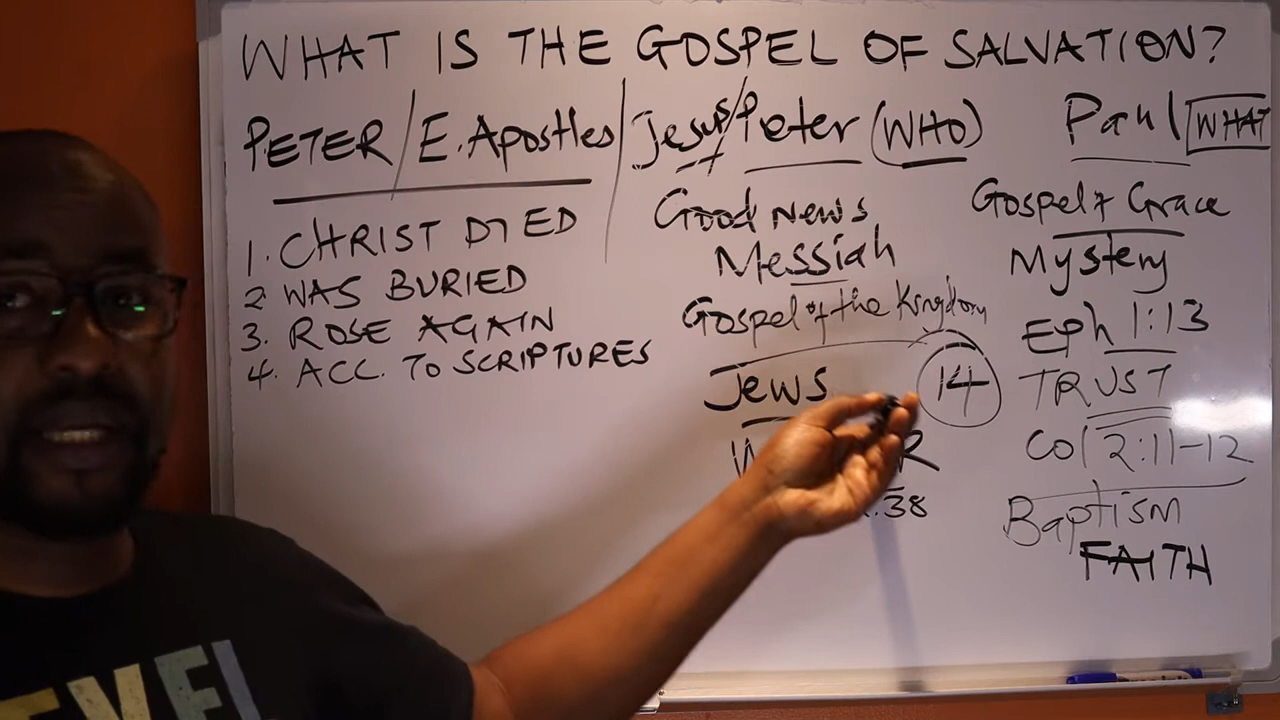 WHAT IS THE GOSPEL OF SALVATION?
PETER/E.Apostles/Jesus/Peter (WHO) Paul WHAT
1. CHRIST DIED
2 WAS BURIED
3. ROSE AGAIN
4. ACC. TO SCRIPTURES
Good News
Messiah
Gospel of the Kingdom
Jews 14
W R
:38
Gospel of Grace
Mystery
Eph 1:13
TRUST
Col 2:11-12
Baptism
FAITH